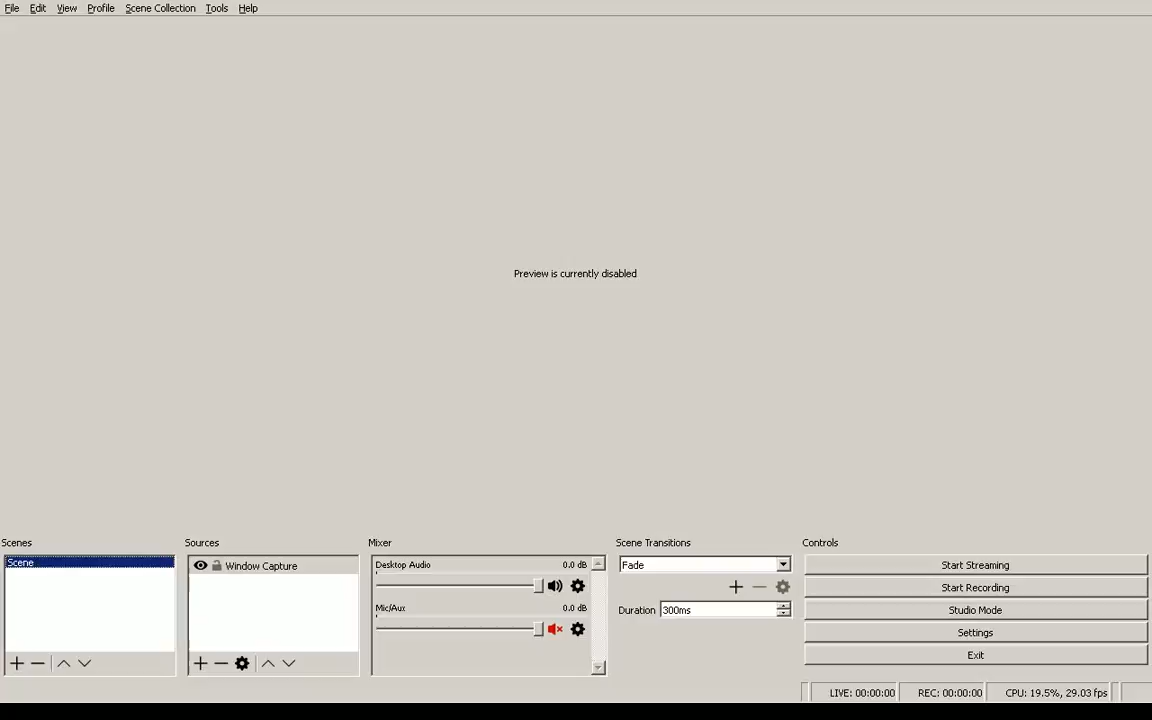 File Edit View Profile Scene Collection Tools Help
Preview is currently disabled
Scenes
Scene
Sources
Window Capture
Mixer
Desktop Audio 0.0 dB
Mic/Aux 0.0 dB
Scene Transitions
Fade
Duration 300ms
Controls
Start Streaming
Start Recording
Studio Mode
Settings
Exit
LIVE: 00:00:00 REC: 00:00:00 CPU: 19.5%, 29.03 fps